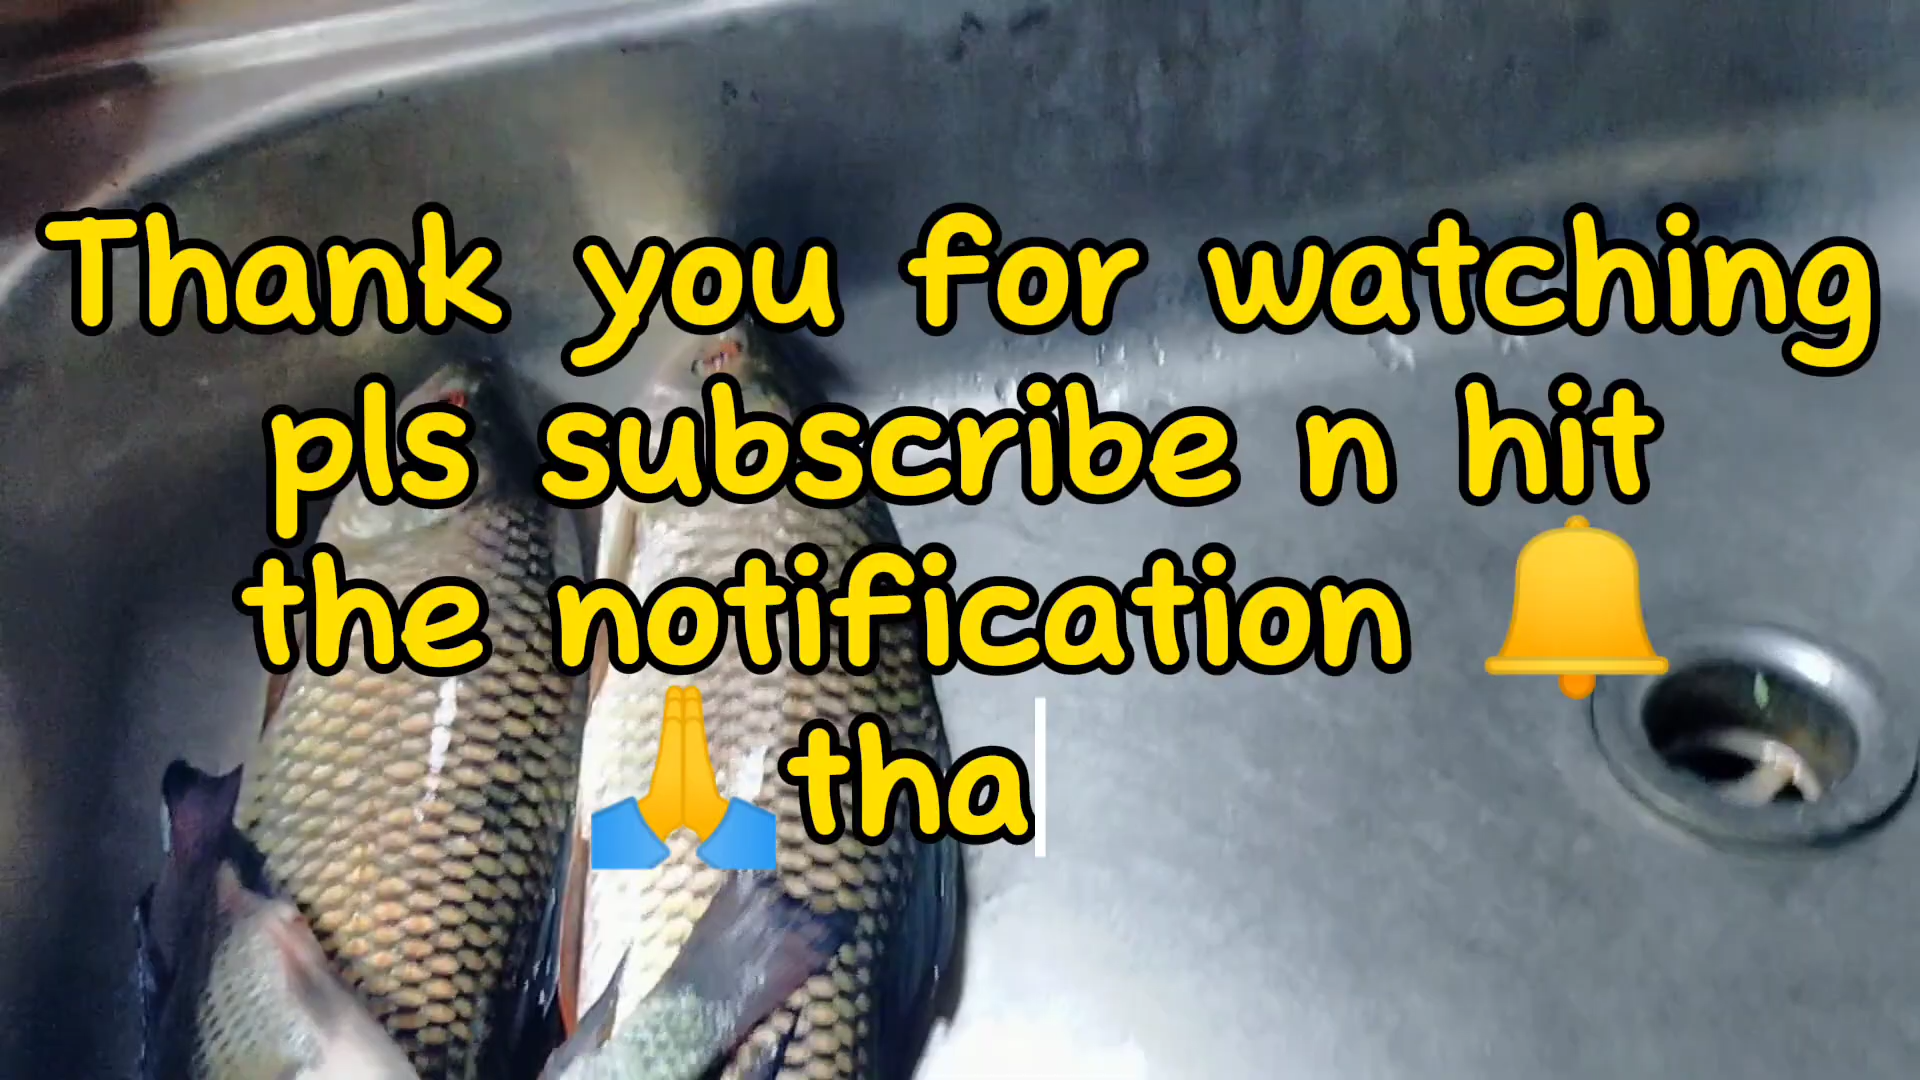 Thank you for watching
pls subscribe n hit
the notification 🔔
🙏tha